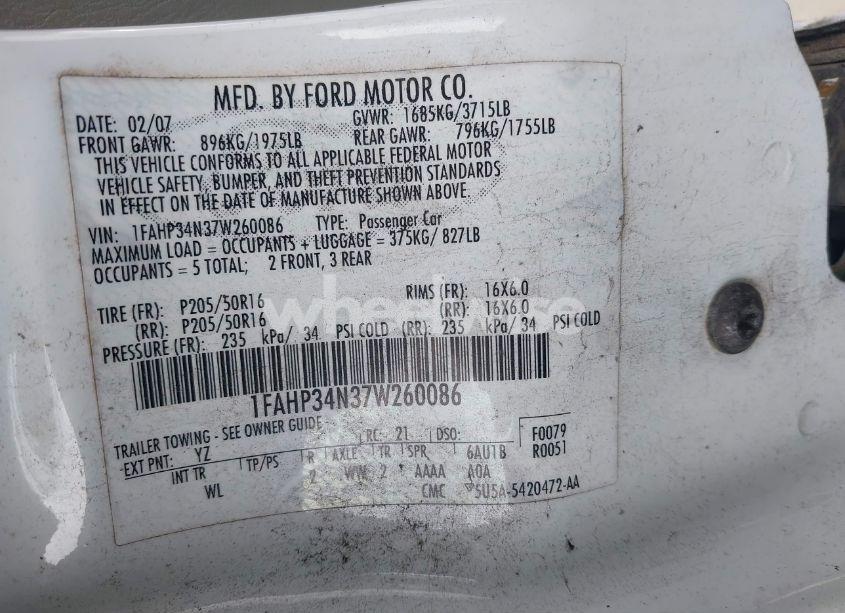 MFD. BY FORD MOTOR CO.
DATE: 02/07 GVWR: 1685KG/3715LB
FRONT GAWR: 896KG/1975LB REAR GAWR: 796KG/1755LB
THIS VEHICLE CONFORMS TO ALL APPLICABLE FEDERAL MOTOR
VEHICLE SAFETY, BUMPER, AND THEFT PREVENTION STANDARDS
IN EFFECT ON THE DATE OF MANUFACTURE SHOWN ABOVE.
VIN: 1FAHP34N37W260086 TYPE: Passenger Car
MAXIMUM LOAD = OCCUPANTS + LUGGAGE = 375KG/ 827LB
OCCUPANTS = 5 TOTAL; 2 FRONT, 3 REAR
TIRE (FR): P205/50R16 RIMS (FR): 16X6.0
(RR): P205/50R16 (RR): 16X6.0
PRESSURE (FR): 235 kPa/ 34 PSI COLD (RR): 235 kPa/ 34 PSI COLD
wheelwise
1FAHP34N37W260086
TRAILER TOWING - SEE OWNER GUIDE RC: 21 DSO: F0079
EXT PNT: YZ R AXLE TR SPR 6AU1B R0051
INT TR TP/PS 2 WW 2 AAAA A0A
WL CMC 5U5A-5420472-AA